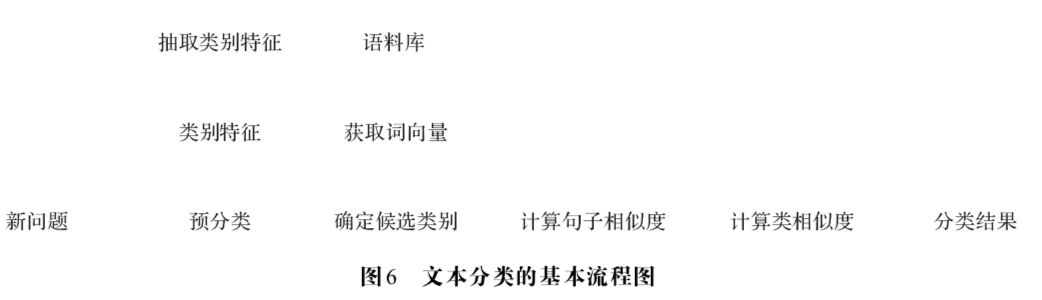 抽取类别特征 语料库
类别特征 获取词向量
新问题 预分类 确定候选类别 计算句子相似度 计算类相似度 分类结果
图6 文本分类的基本流程图